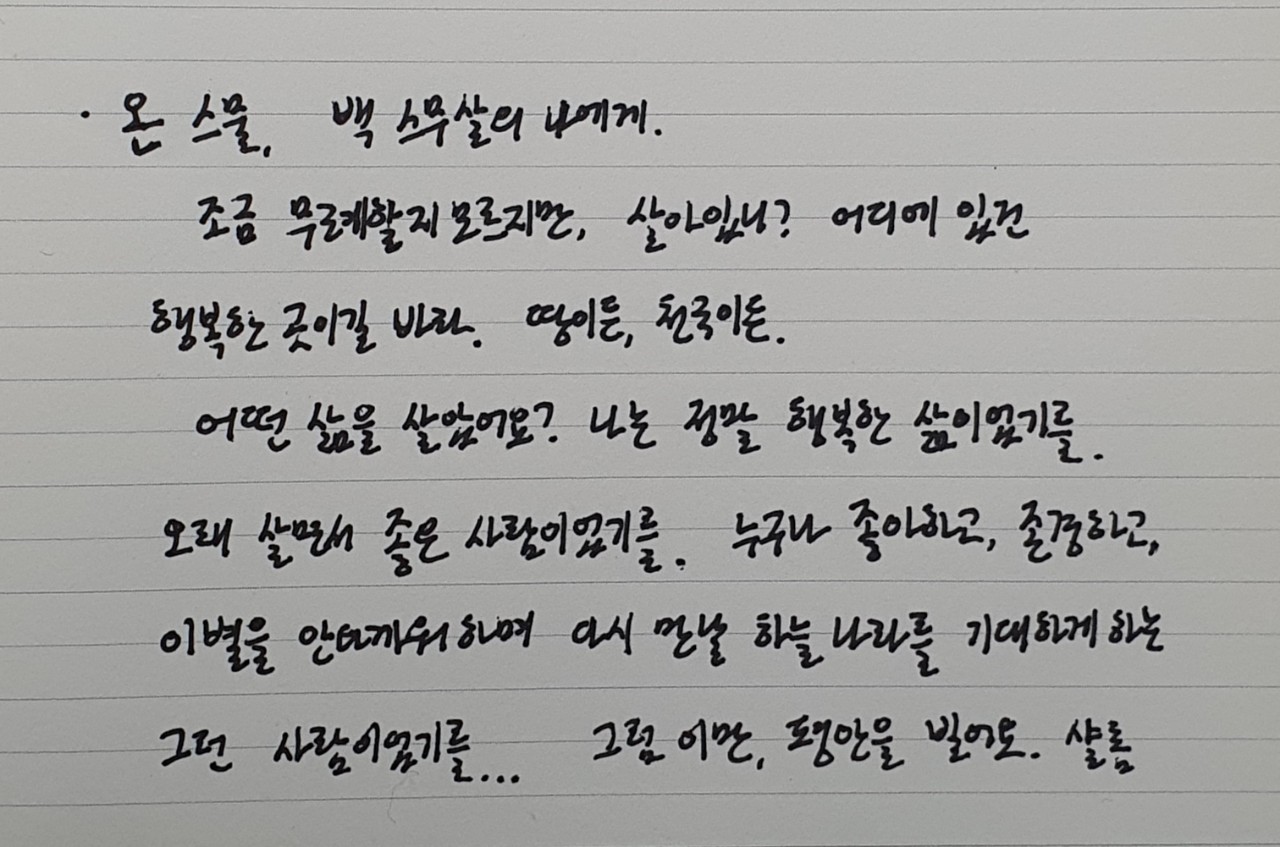 · 온 스물, 백 스무살의 나에게.
조금 무르케할지 모르지만, 살아있니? 어디에 있건
행복한 곳이길 바라. 땅이든, 천국이든.
어떤 삶을 살았어요? 나는 정말 행복한 삶이었기를.
오래 살면서 좋은 사람이었기를. 누구나 좋아하고, 존경하고,
이별을 안타까워하며 다시 만날 하늘나라를 기대하게 하는
그런 사람이었기를... 그럼 이만, 평안을 빌어요. 샬롬